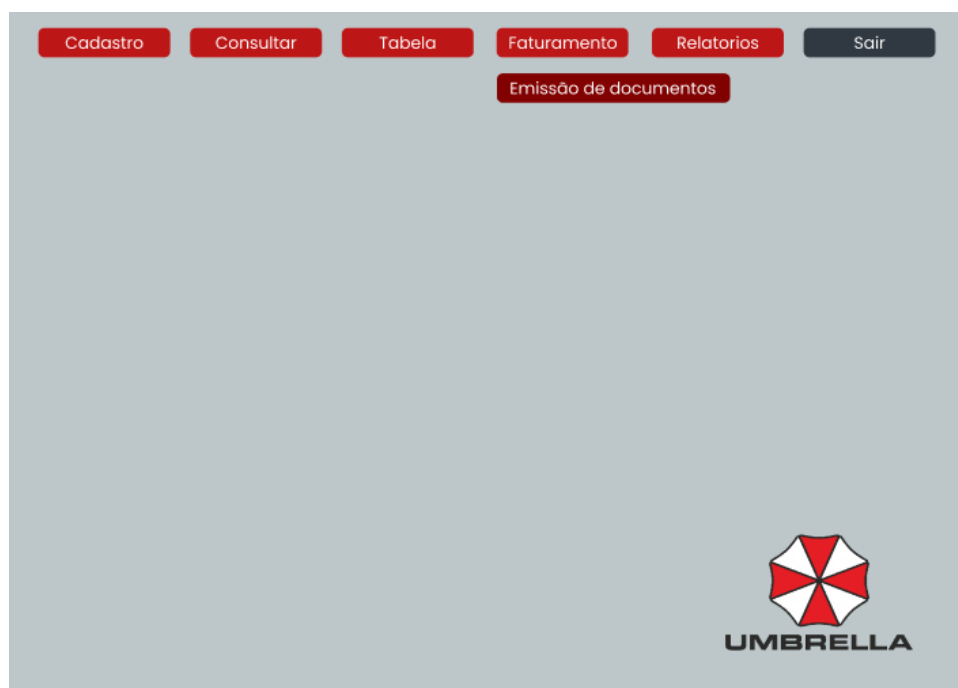 Cadastro Consultar Tabela Faturamento Relatorios Sair
Emissão de documentos
UMBRELLA